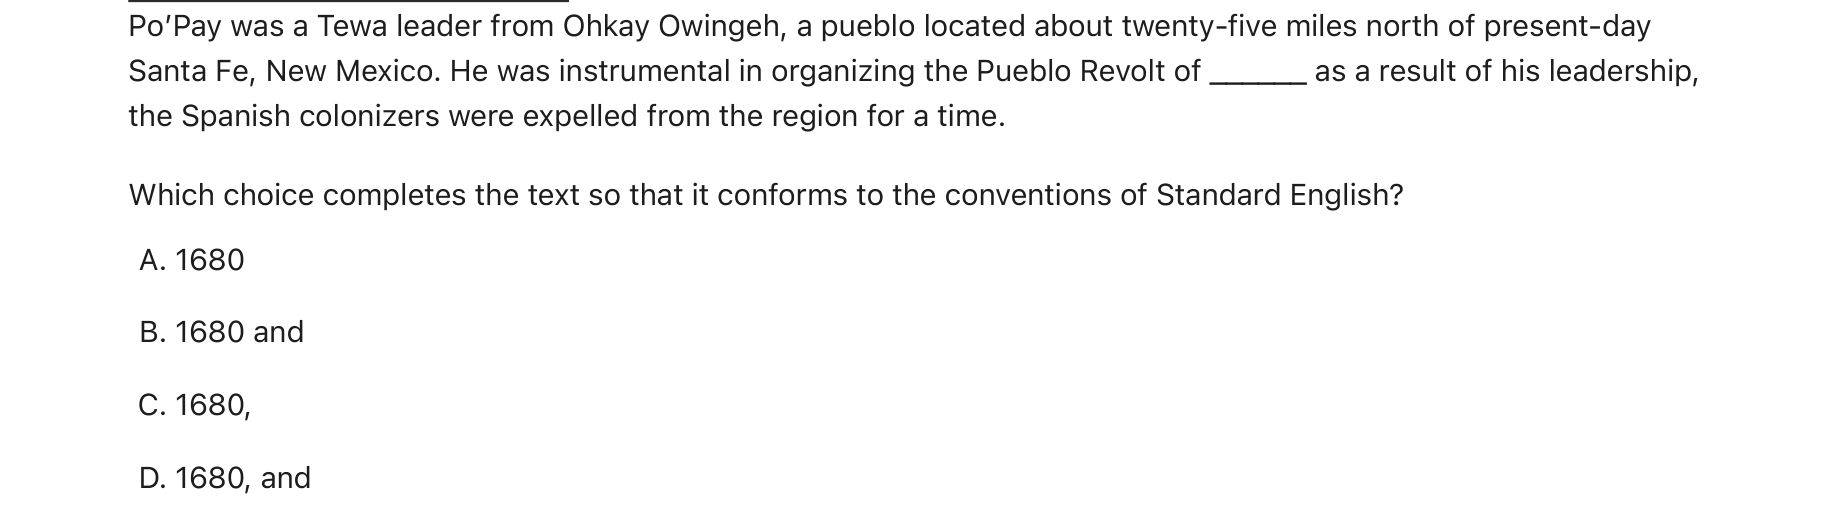 Po’Pay was a Tewa leader from Ohkay Owingeh, a pueblo located about twenty-five miles north of present-day
Santa Fe, New Mexico. He was instrumental in organizing the Pueblo Revolt of ______ as a result of his leadership,
the Spanish colonizers were expelled from the region for a time.
Which choice completes the text so that it conforms to the conventions of Standard English?
A. 1680
B. 1680 and
C. 1680,
D. 1680, and